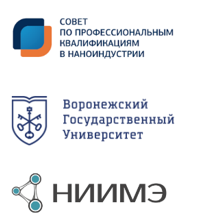 СОВЕТ
ПО ПРОФЕССИОНАЛЬНЫМ
КВАЛИФИКАЦИЯМ
В НАНОИНДУСТРИИ
Воронежский
Государственный
Университет
НИИМЭ